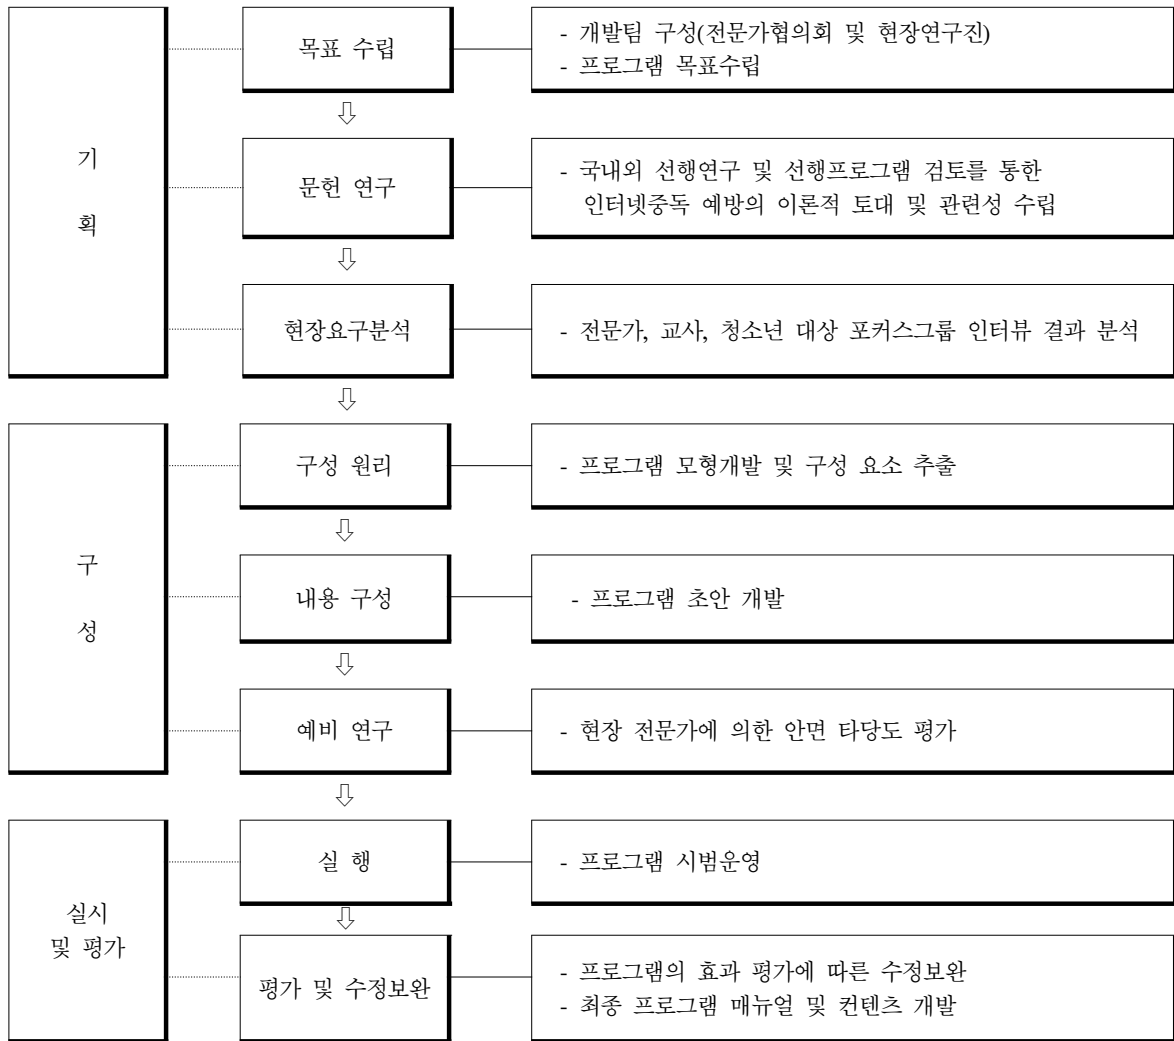 목표 수립
- 개발팀 구성(전문가협의회 및 현장연구진)
- 프로그램 목표수립
⇩
기
획
문헌 연구
- 국내외 선행연구 및 선행프로그램 검토를 통한
인터넷중독 예방의 이론적 토대 및 관련성 수립
⇩
현장요구분석
- 전문가, 교사, 청소년 대상 포커스그룹 인터뷰 결과 분석
⇩
구성 원리
- 프로그램 모형개발 및 구성 요소 추출
⇩
구
성
내용 구성
- 프로그램 초안 개발
⇩
예비 연구
- 현장 전문가에 의한 안면 타당도 평가
⇩
실시
및 평가
실 행
- 프로그램 시범운영
⇩
평가 및 수정보완
- 프로그램의 효과 평가에 따른 수정보완
- 최종 프로그램 매뉴얼 및 컨텐츠 개발